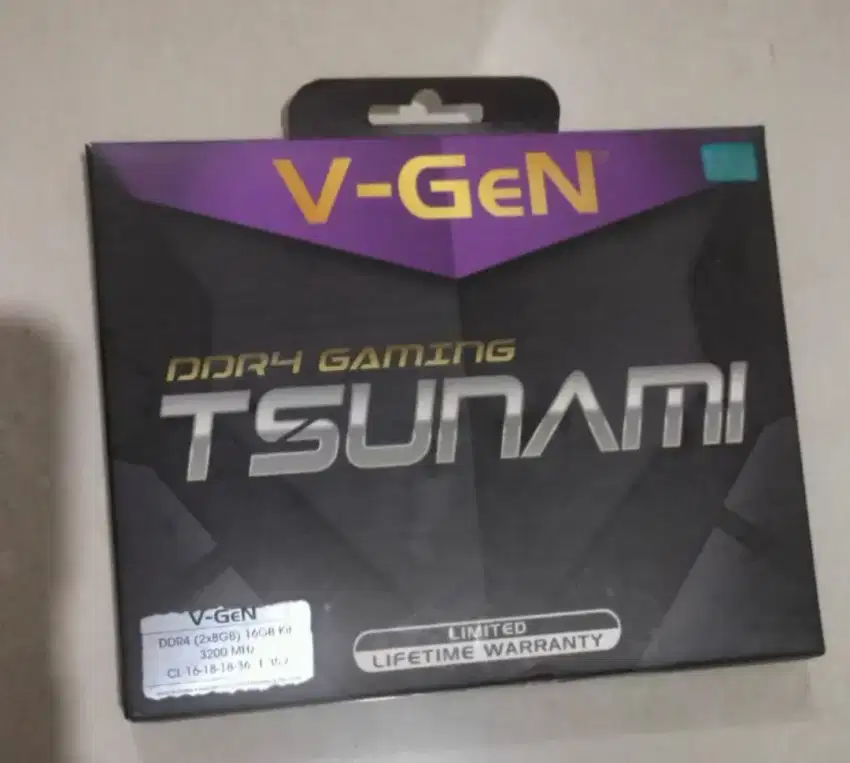 V-GeN
DDR4 GAMING
TSUNAMI
V-GeN
DDR4 (2x8GB) 16GB Kit
3200 MHz
CL-16-18-18-36
LIMITED
LIFETIME WARRANTY